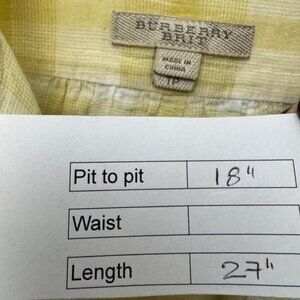 BURBERRY
BRIT
MADE IN
CHINA
Pit to pit 18"
Waist
Length 27"